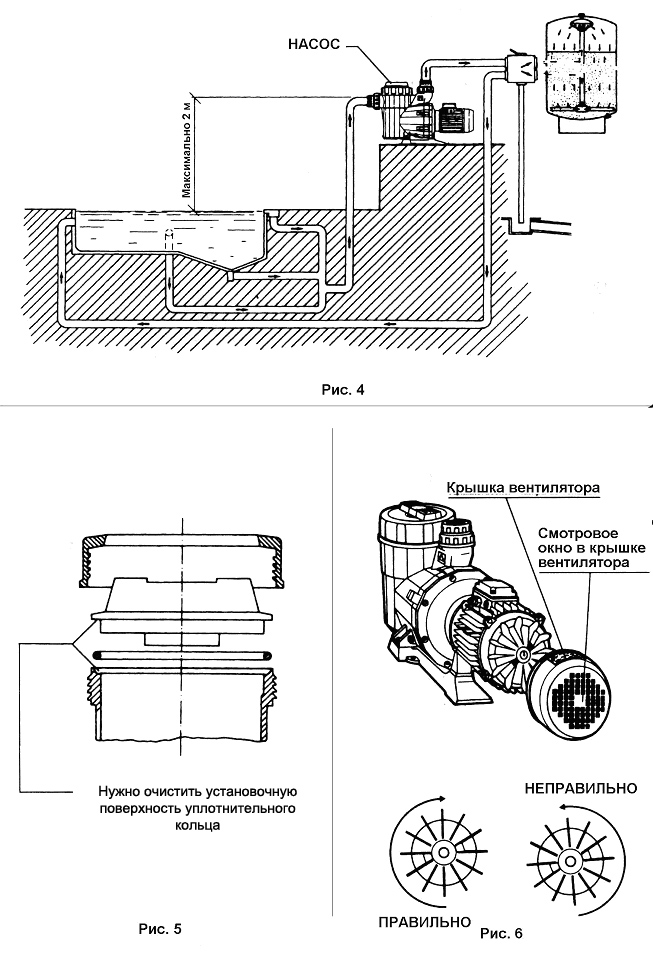 НАСОС
Максимально 2 м
Рис. 4
Крышка вентилятора
Смотровое
окно в крышке
вентилятора
Нужно очистить установочную
поверхность уплотнительного
кольца
Рис. 5
НЕПРАВИЛЬНО
ПРАВИЛЬНО
Рис. 6